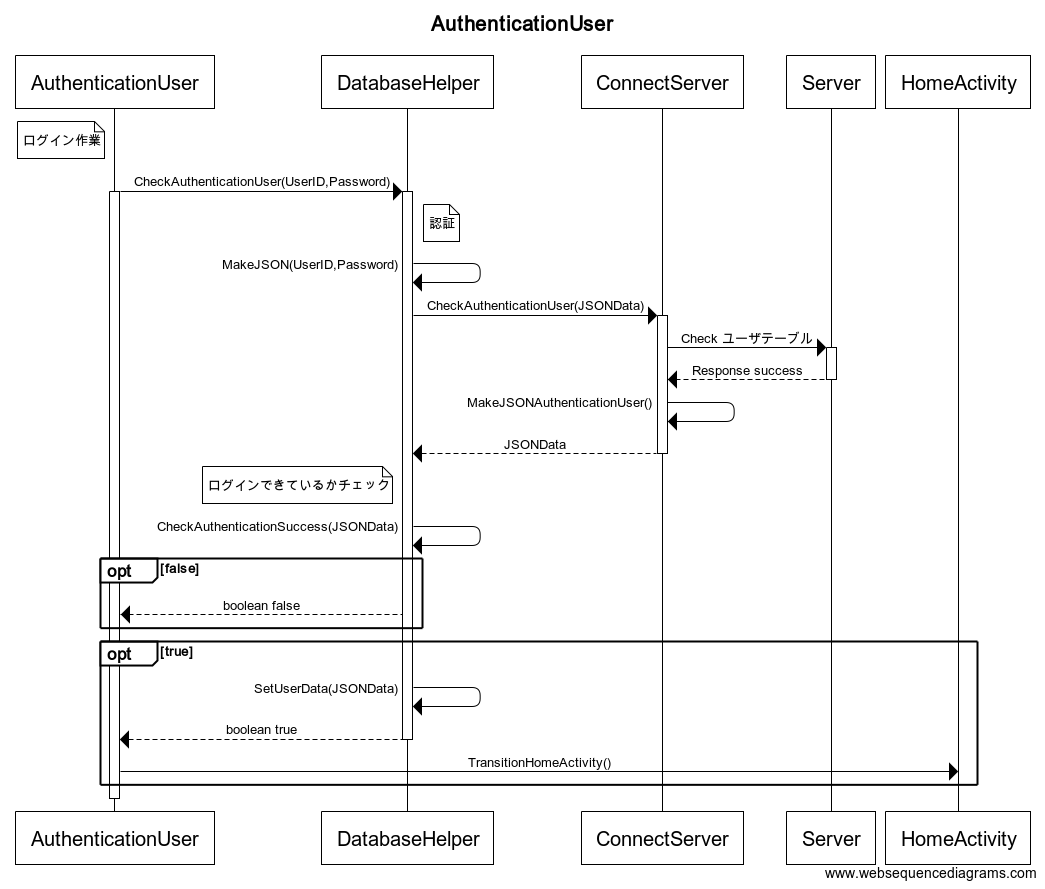 AuthenticationUser
AuthenticationUser
DatabaseHelper
ConnectServer
Server
HomeActivity
ログイン作業
CheckAuthenticationUser(UserID,Password)
認証
MakeJSON(UserID,Password)
CheckAuthenticationUser(JSONData)
Check ユーザテーブル
Response success
MakeJSONAuthenticationUser()
JSONData
ログインできているかチェック
CheckAuthenticationSuccess(JSONData)
opt [false]
boolean false
opt [true]
SetUserData(JSONData)
boolean true
TransitionHomeActivity()
AuthenticationUser
DatabaseHelper
ConnectServer
Server
HomeActivity
www.websequencediagrams.com